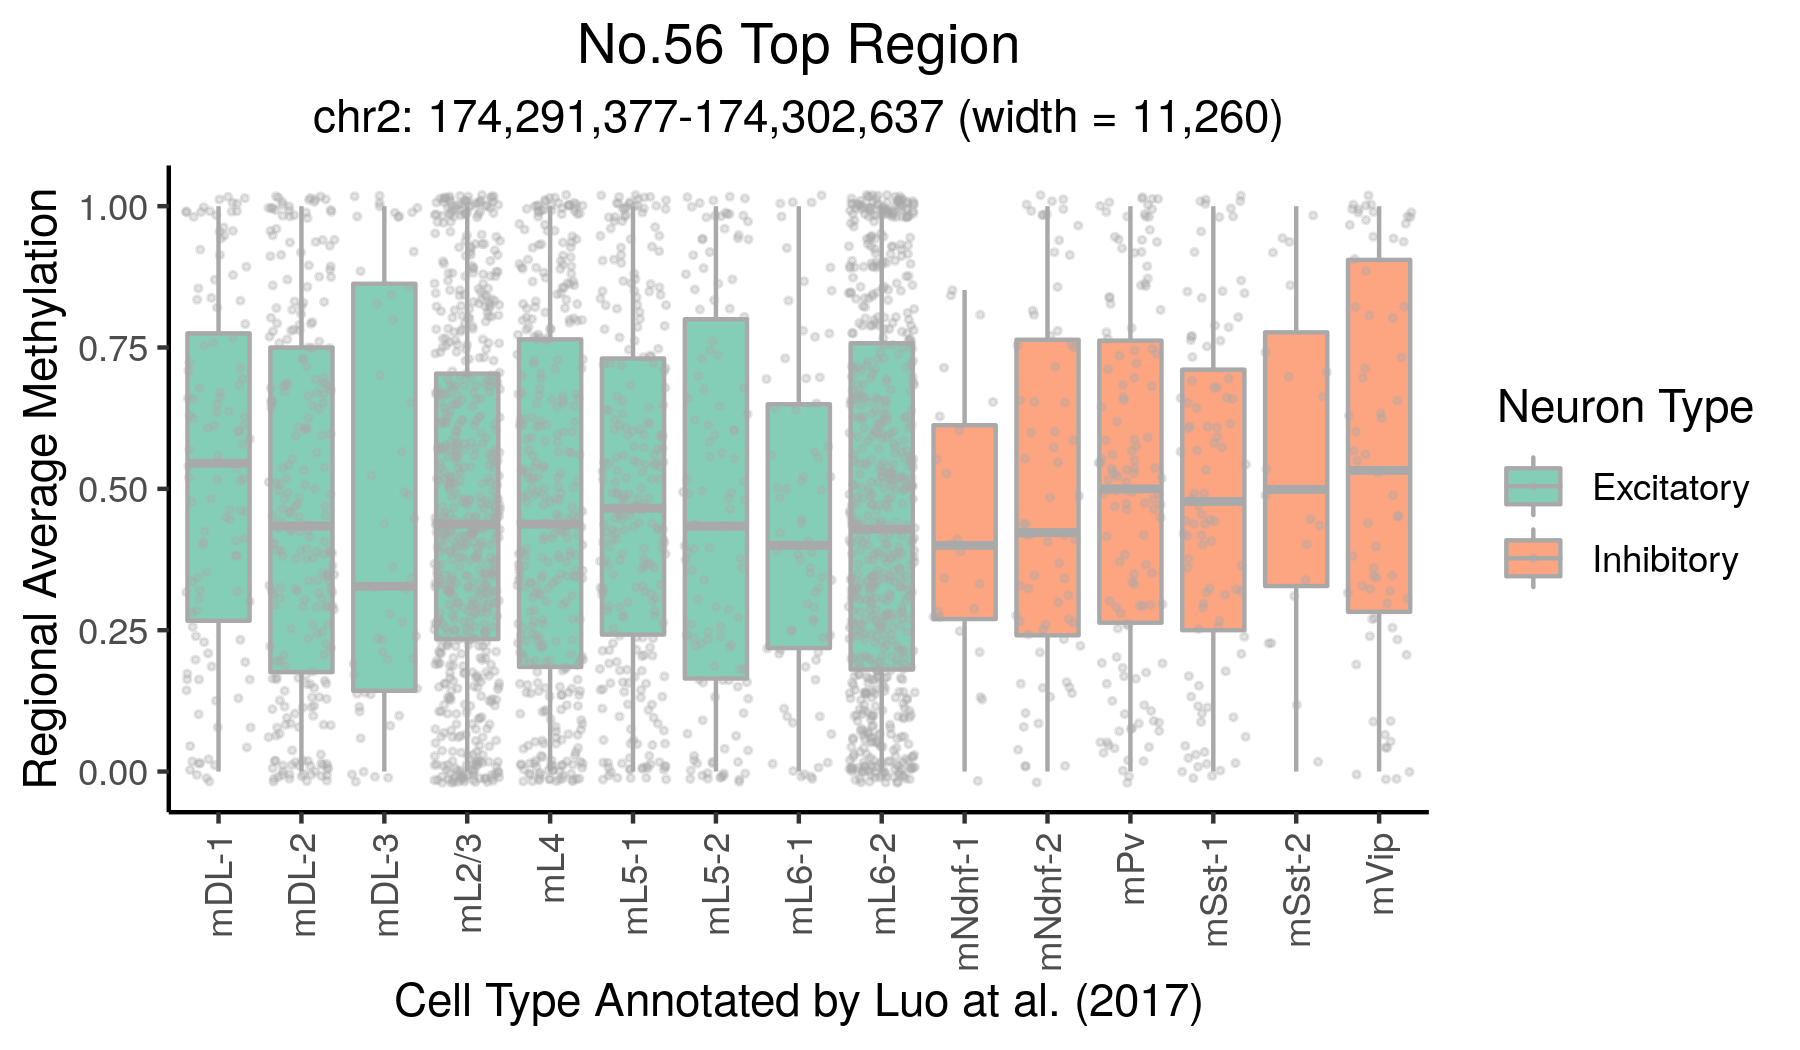 No.56 Top Region
chr2: 174,291,377-174,302,637 (width = 11,260)
Regional Average Methylation
1.00
0.75
0.50
0.25
0.00
mDL-1
mDL-2
mDL-3
mL2/3
mL4
mL5-1
mL5-2
mL6-1
mL6-2
mNdnf-1
mNdnf-2
mPv
mSst-1
mSst-2
mVip
Cell Type Annotated by Luo at al. (2017)
Neuron Type
Excitatory
Inhibitory